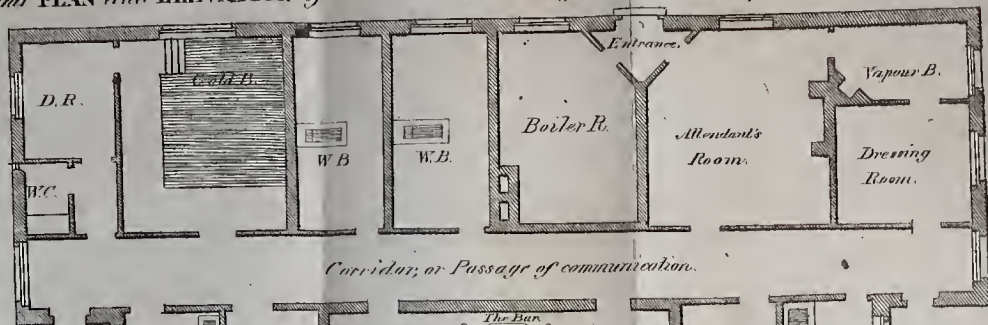 PLAN and
Entrance.
D. R.
Cold B.
W. B
W. B.
Boiler R.
Attendant's
Room.
Vapour B.
Dressing
Room.
W.C.
Corridor, or Passage of communication.
The Bar